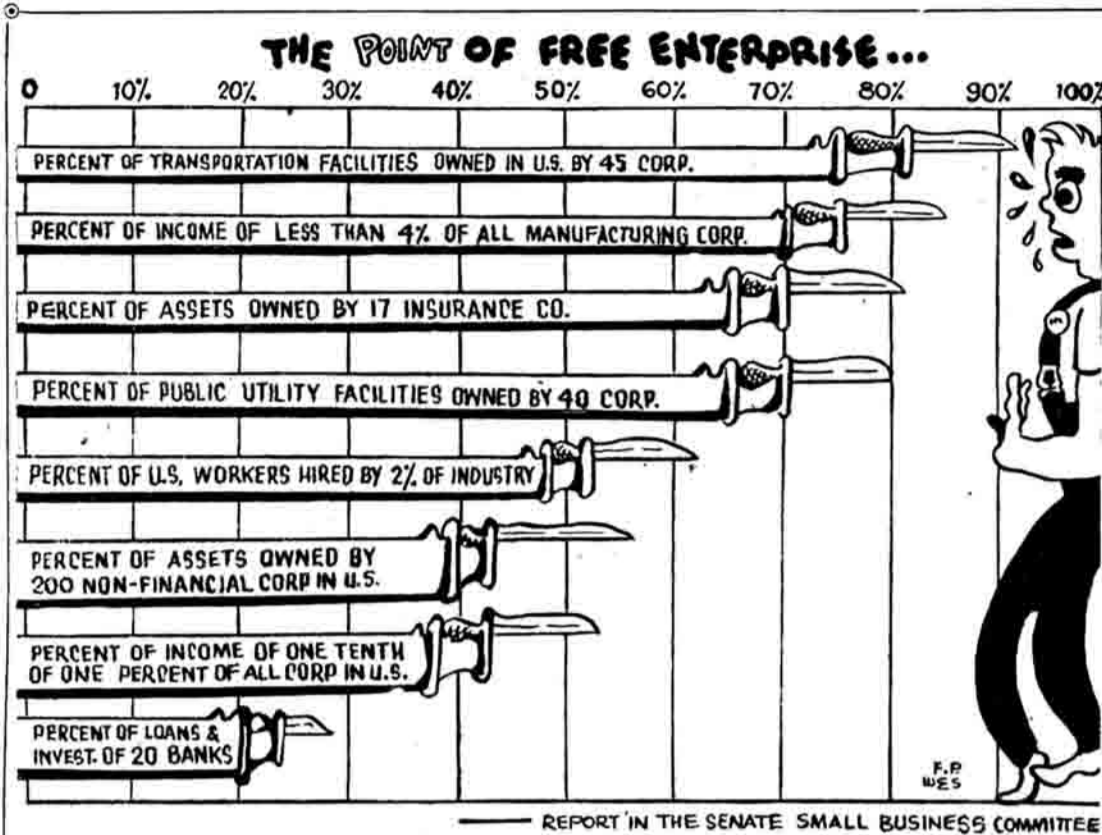 THE POINT OF FREE ENTERPRISE...
0 10% 20% 30% 40% 50% 60% 70% 80% 90% 100%
PERCENT OF TRANSPORTATION FACILITIES OWNED IN U.S. BY 45 CORP.
PERCENT OF INCOME OF LESS THAN 4% OF ALL MANUFACTURING CORP.
PERCENT OF ASSETS OWNED BY 17 INSURANCE CO.
PERCENT OF PUBLIC UTILITY FACILITIES OWNED BY 40 CORP.
PERCENT OF U.S. WORKERS HIRED BY 2% OF INDUSTRY
PERCENT OF ASSETS OWNED BY
200 NON-FINANCIAL CORP IN U.S.
PERCENT OF INCOME OF ONE TENTH
OF ONE PERCENT OF ALL CORP IN U.S.
PERCENT OF LOANS &
INVEST. OF 20 BANKS
F.P.
WES
REPORT IN THE SENATE SMALL BUSINESS COMMITTEE